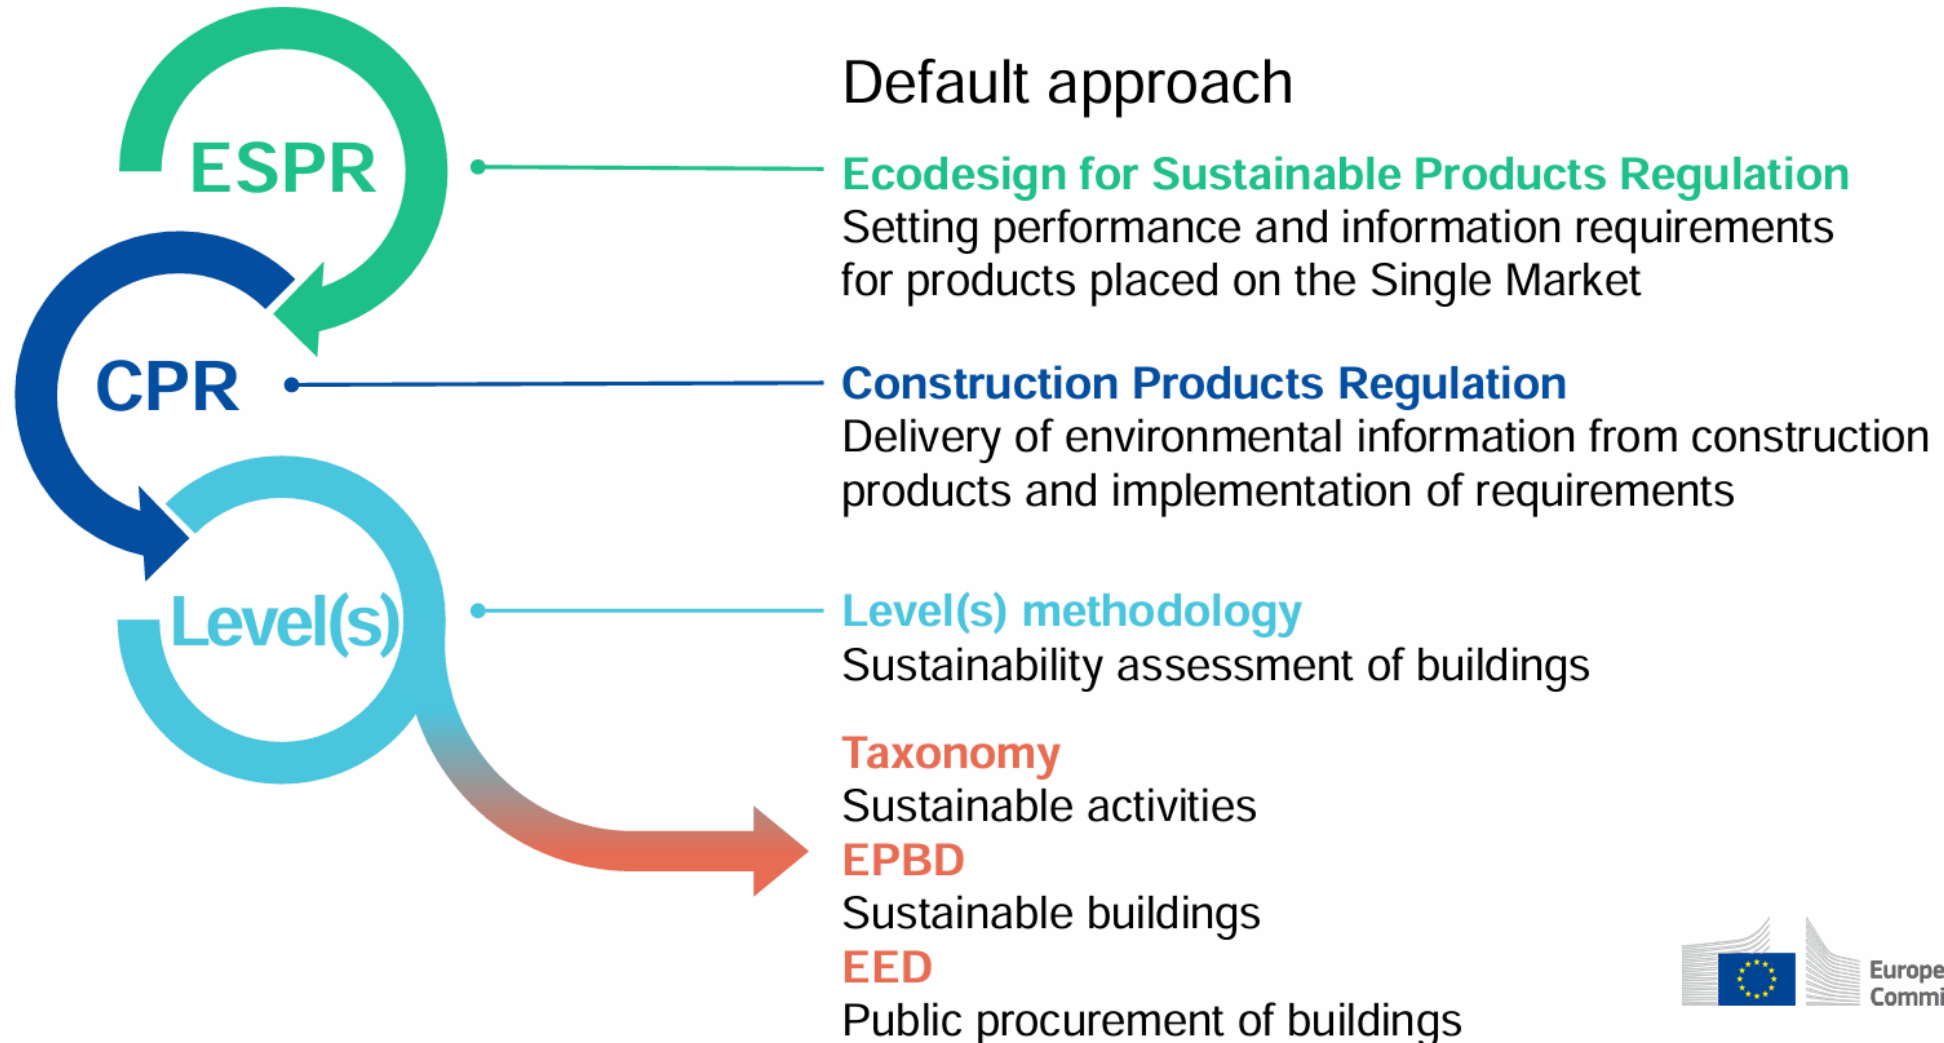 Default approach
ESPR
Ecodesign for Sustainable Products Regulation
Setting performance and information requirements
for products placed on the Single Market
CPR
Construction Products Regulation
Delivery of environmental information from construction
products and implementation of requirements
Level(s)
Level(s) methodology
Sustainability assessment of buildings
Taxonomy
Sustainable activities
EPBD
Sustainable buildings
EED
Public procurement of buildings
Europe
Commi